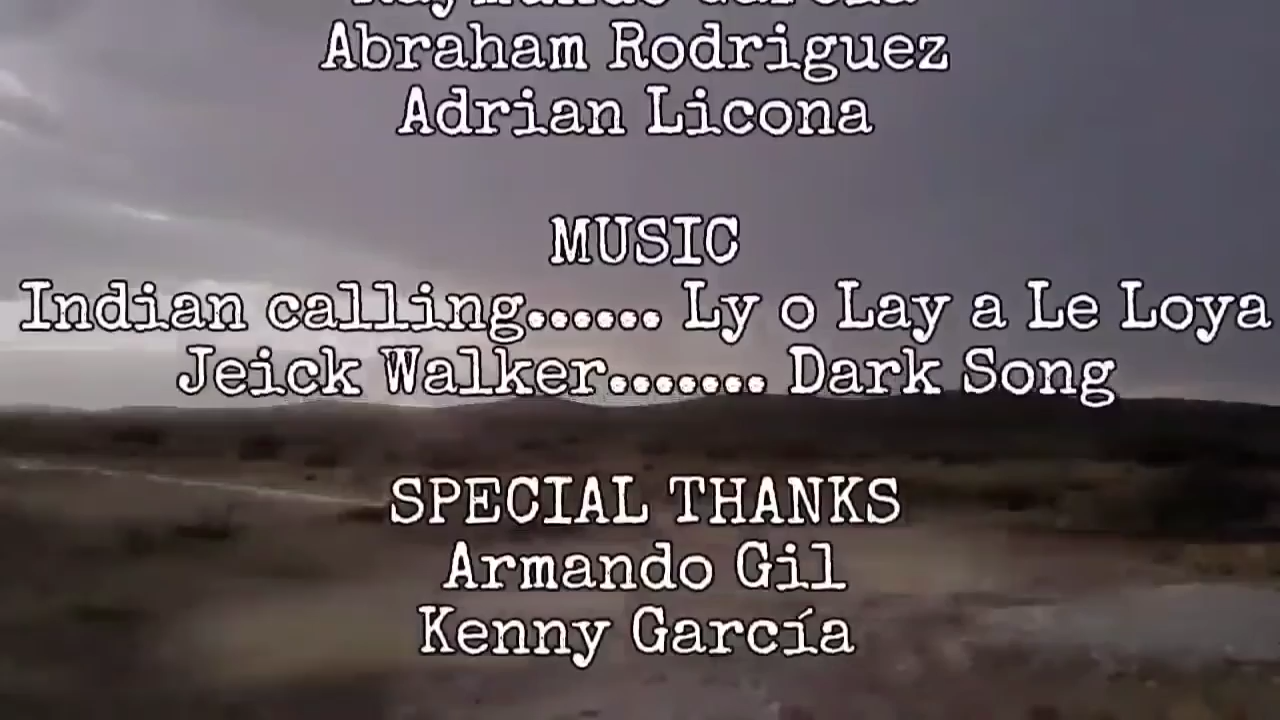 Abraham Rodriguez
Adrian Licona
MUSIC
Indian calling...... Ly o Lay a Le Loya
Jeick Walker....... Dark Song
SPECIAL THANKS
Armando Gil
Kenny García